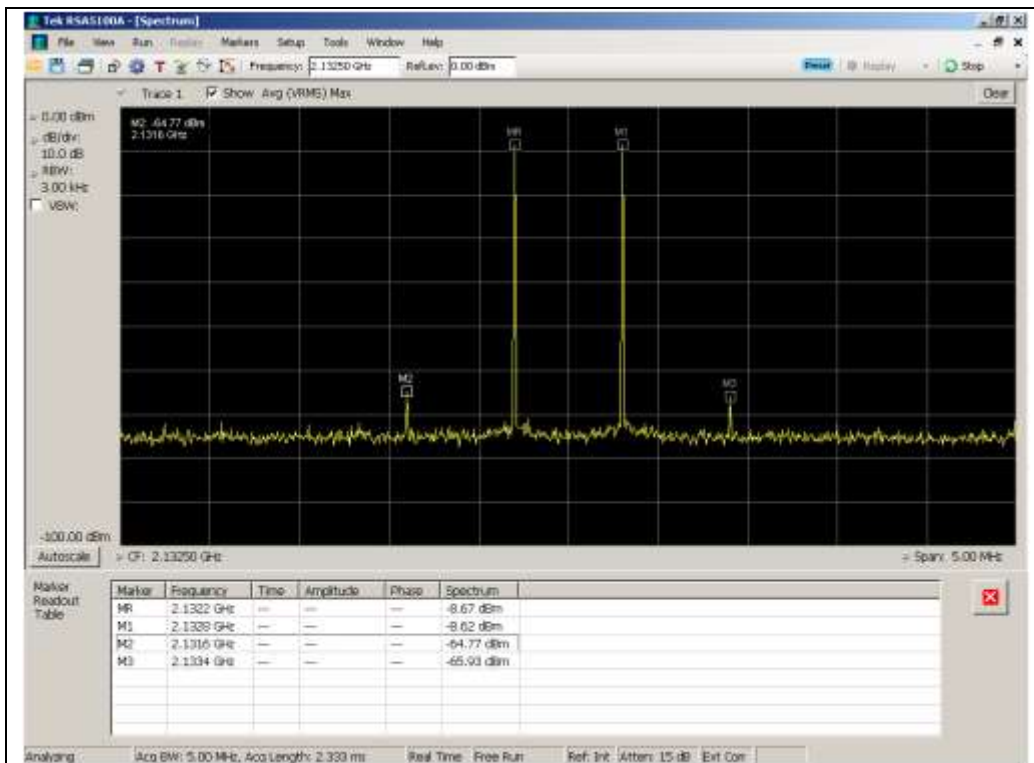 Tek RSA5100A - [Spectrum]
File View Run Replay Markers Setup Tools Window Help
Frequency: 2.13250 GHz RefLev: 0.00 dBm Preset Replay Stop
Trace 1 Show Avg (VRMS) Max Clear
0.00 dBm
dB/div:
10.0 dB
RBW:
3.00 kHz
VBW:
M2 -64.77 dBm
2.1316 GHz
MR M1
M2 M3
-100.00 dBm
Autoscale CF: 2.13250 GHz Span: 5.00 MHz
Marker
Readout
Table
Marker Frequency Time Amplitude Phase Spectrum
MR 2.1322 GHz --- --- --- -8.67 dBm
M1 2.1328 GHz --- --- --- -8.62 dBm
M2 2.1316 GHz --- --- --- -64.77 dBm
M3 2.1334 GHz --- --- --- -65.93 dBm
Analyzing Acq BW: 5.00 MHz, Acq Length: 2.333 ms Real Time Free Run Ref: Int Atten: 15 dB Ext Corr